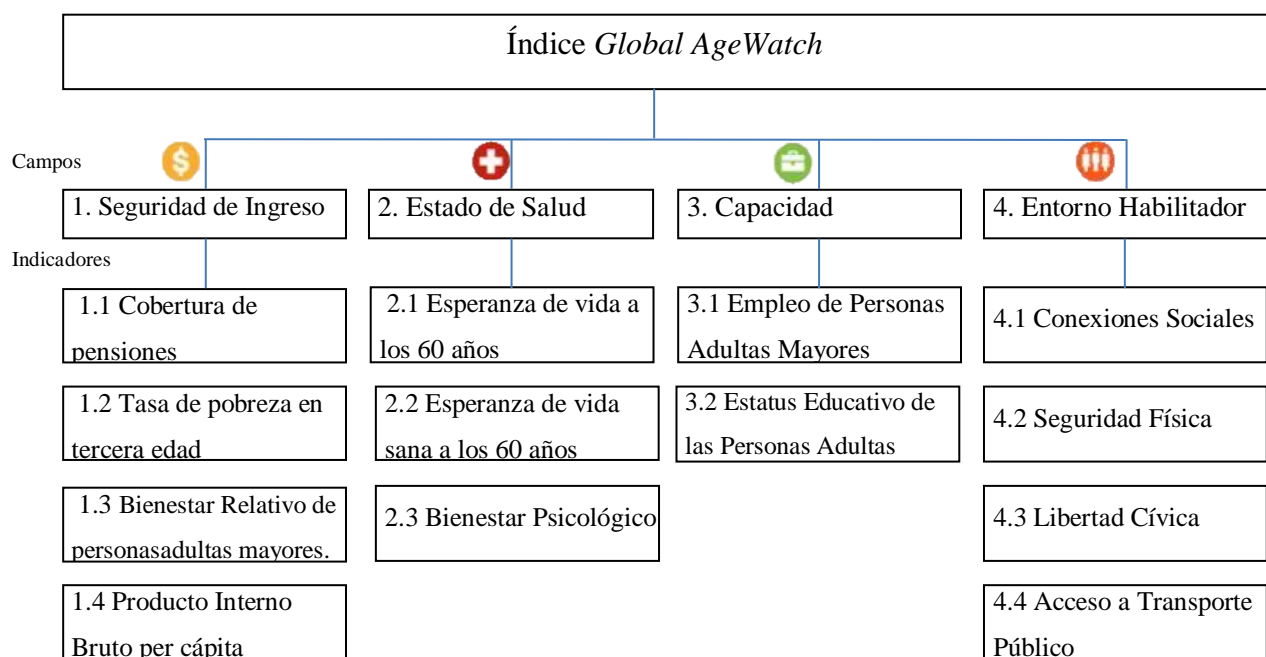 Índice Global AgeWatch
Campos
1. Seguridad de Ingreso
2. Estado de Salud
3. Capacidad
4. Entorno Habilitador
Indicadores
1.1 Cobertura de
pensiones
2.1 Esperanza de vida a
los 60 años
3.1 Empleo de Personas
Adultas Mayores
4.1 Conexiones Sociales
1.2 Tasa de pobreza en
tercera edad
2.2 Esperanza de vida
sana a los 60 años
3.2 Estatus Educativo de
las Personas Adultas
4.2 Seguridad Física
1.3 Bienestar Relativo de
personasadultas mayores.
2.3 Bienestar Psicológico
4.3 Libertad Cívica
1.4 Producto Interno
Bruto per cápita
4.4 Acceso a Transporte
Público